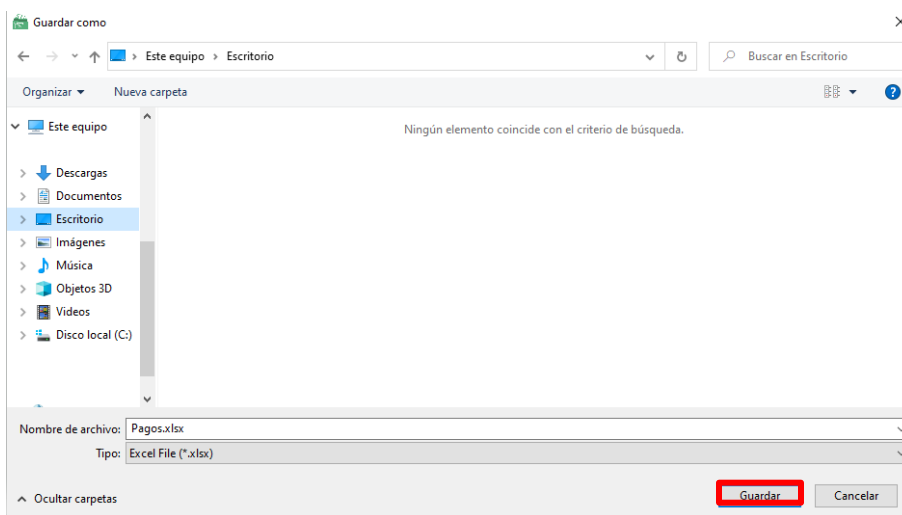 Guardar como
Este equipo > Escritorio
Buscar en Escritorio
Organizar
Nueva carpeta
?
Este equipo
Ningún elemento coincide con el criterio de búsqueda.
Descargas
Documentos
Escritorio
Imágenes
Música
Objetos 3D
Videos
Disco local (C:)
Nombre de archivo: Pagos.xlsx
Tipo: Excel File (*.xlsx)
Ocultar carpetas
Guardar
Cancelar